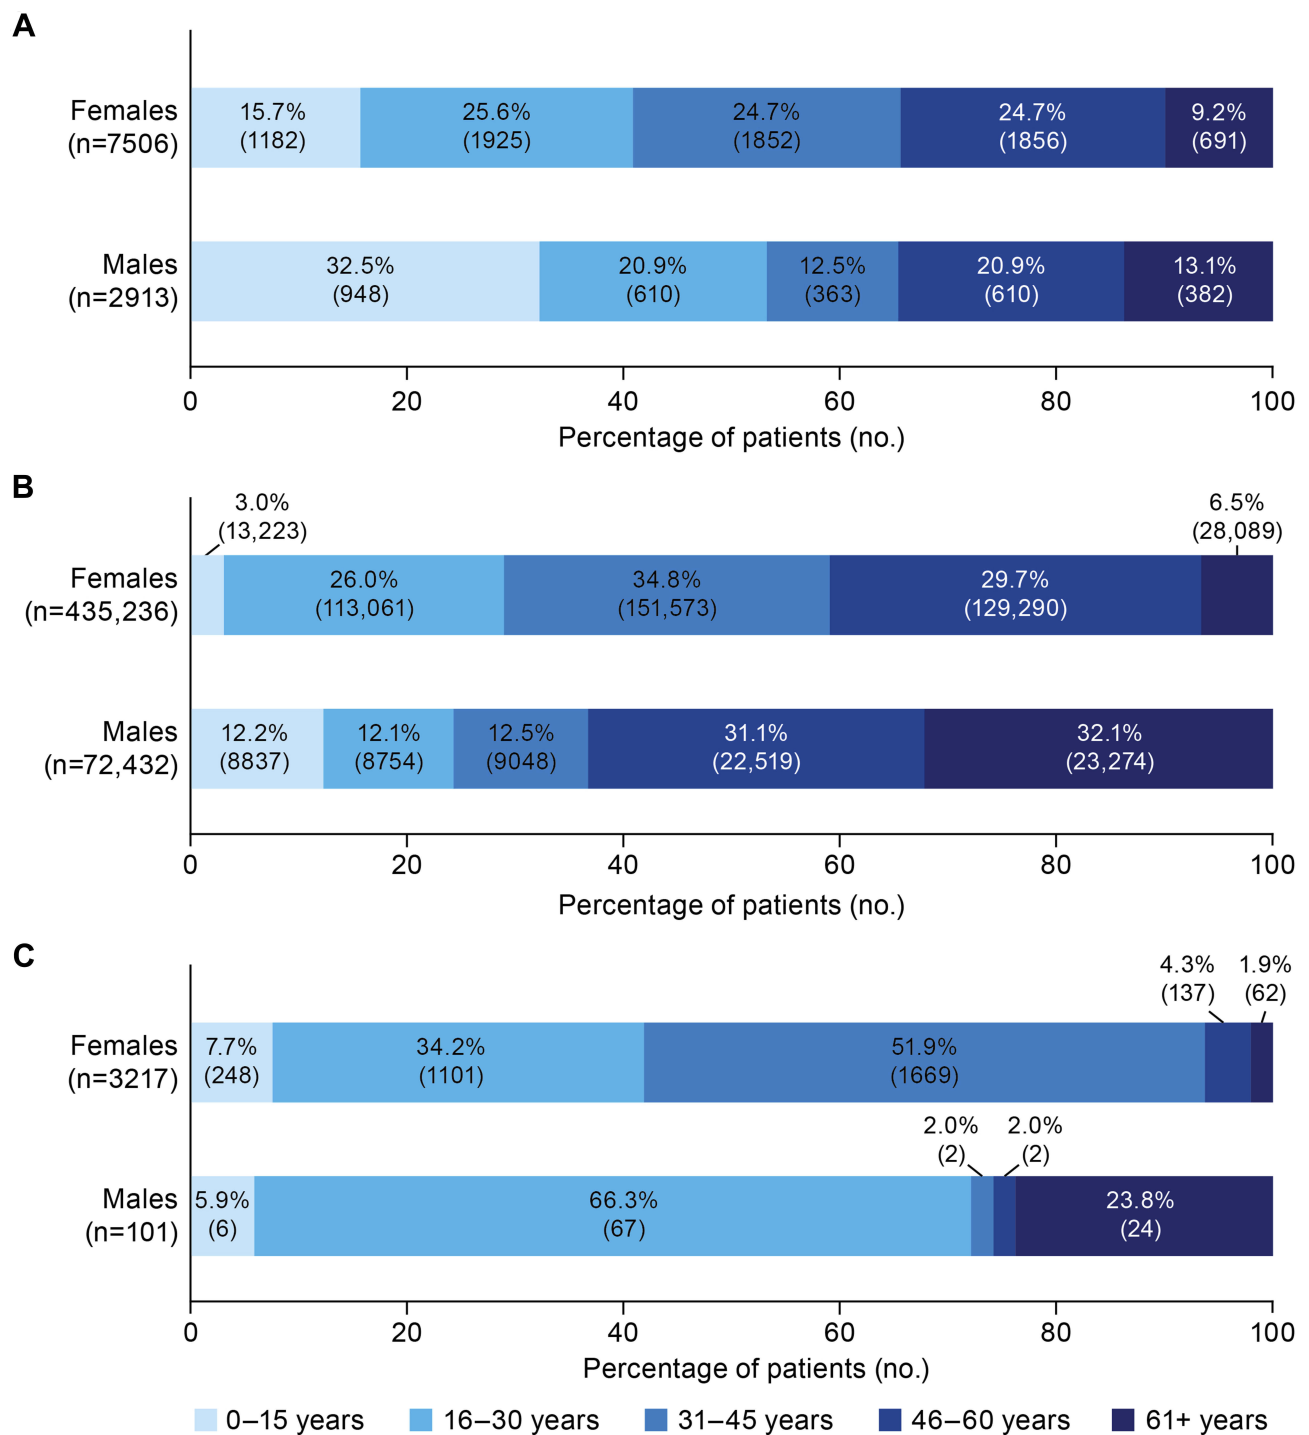 A
Females
(n=7506)
15.7%
(1182)
25.6%
(1925)
24.7%
(1852)
24.7%
(1856)
9.2%
(691)
Males
(n=2913)
32.5%
(948)
20.9%
(610)
12.5%
(363)
20.9%
(610)
13.1%
(382)
0 20 40 60 80 100
Percentage of patients (no.)
B
3.0%
(13,223)
6.5%
(28,089)
Females
(n=435,236)
26.0%
(113,061)
34.8%
(151,573)
29.7%
(129,290)
Males
(n=72,432)
12.2%
(8837)
12.1%
(8754)
12.5%
(9048)
31.1%
(22,519)
32.1%
(23,274)
0 20 40 60 80 100
Percentage of patients (no.)
C
4.3%
(137)
1.9%
(62)
Females
(n=3217)
7.7%
(248)
34.2%
(1101)
51.9%
(1669)
2.0%
(2)
2.0%
(2)
Males
(n=101)
5.9%
(6)
66.3%
(67)
23.8%
(24)
0 20 40 60 80 100
Percentage of patients (no.)
0–15 years 16–30 years 31–45 years 46–60 years 61+ years